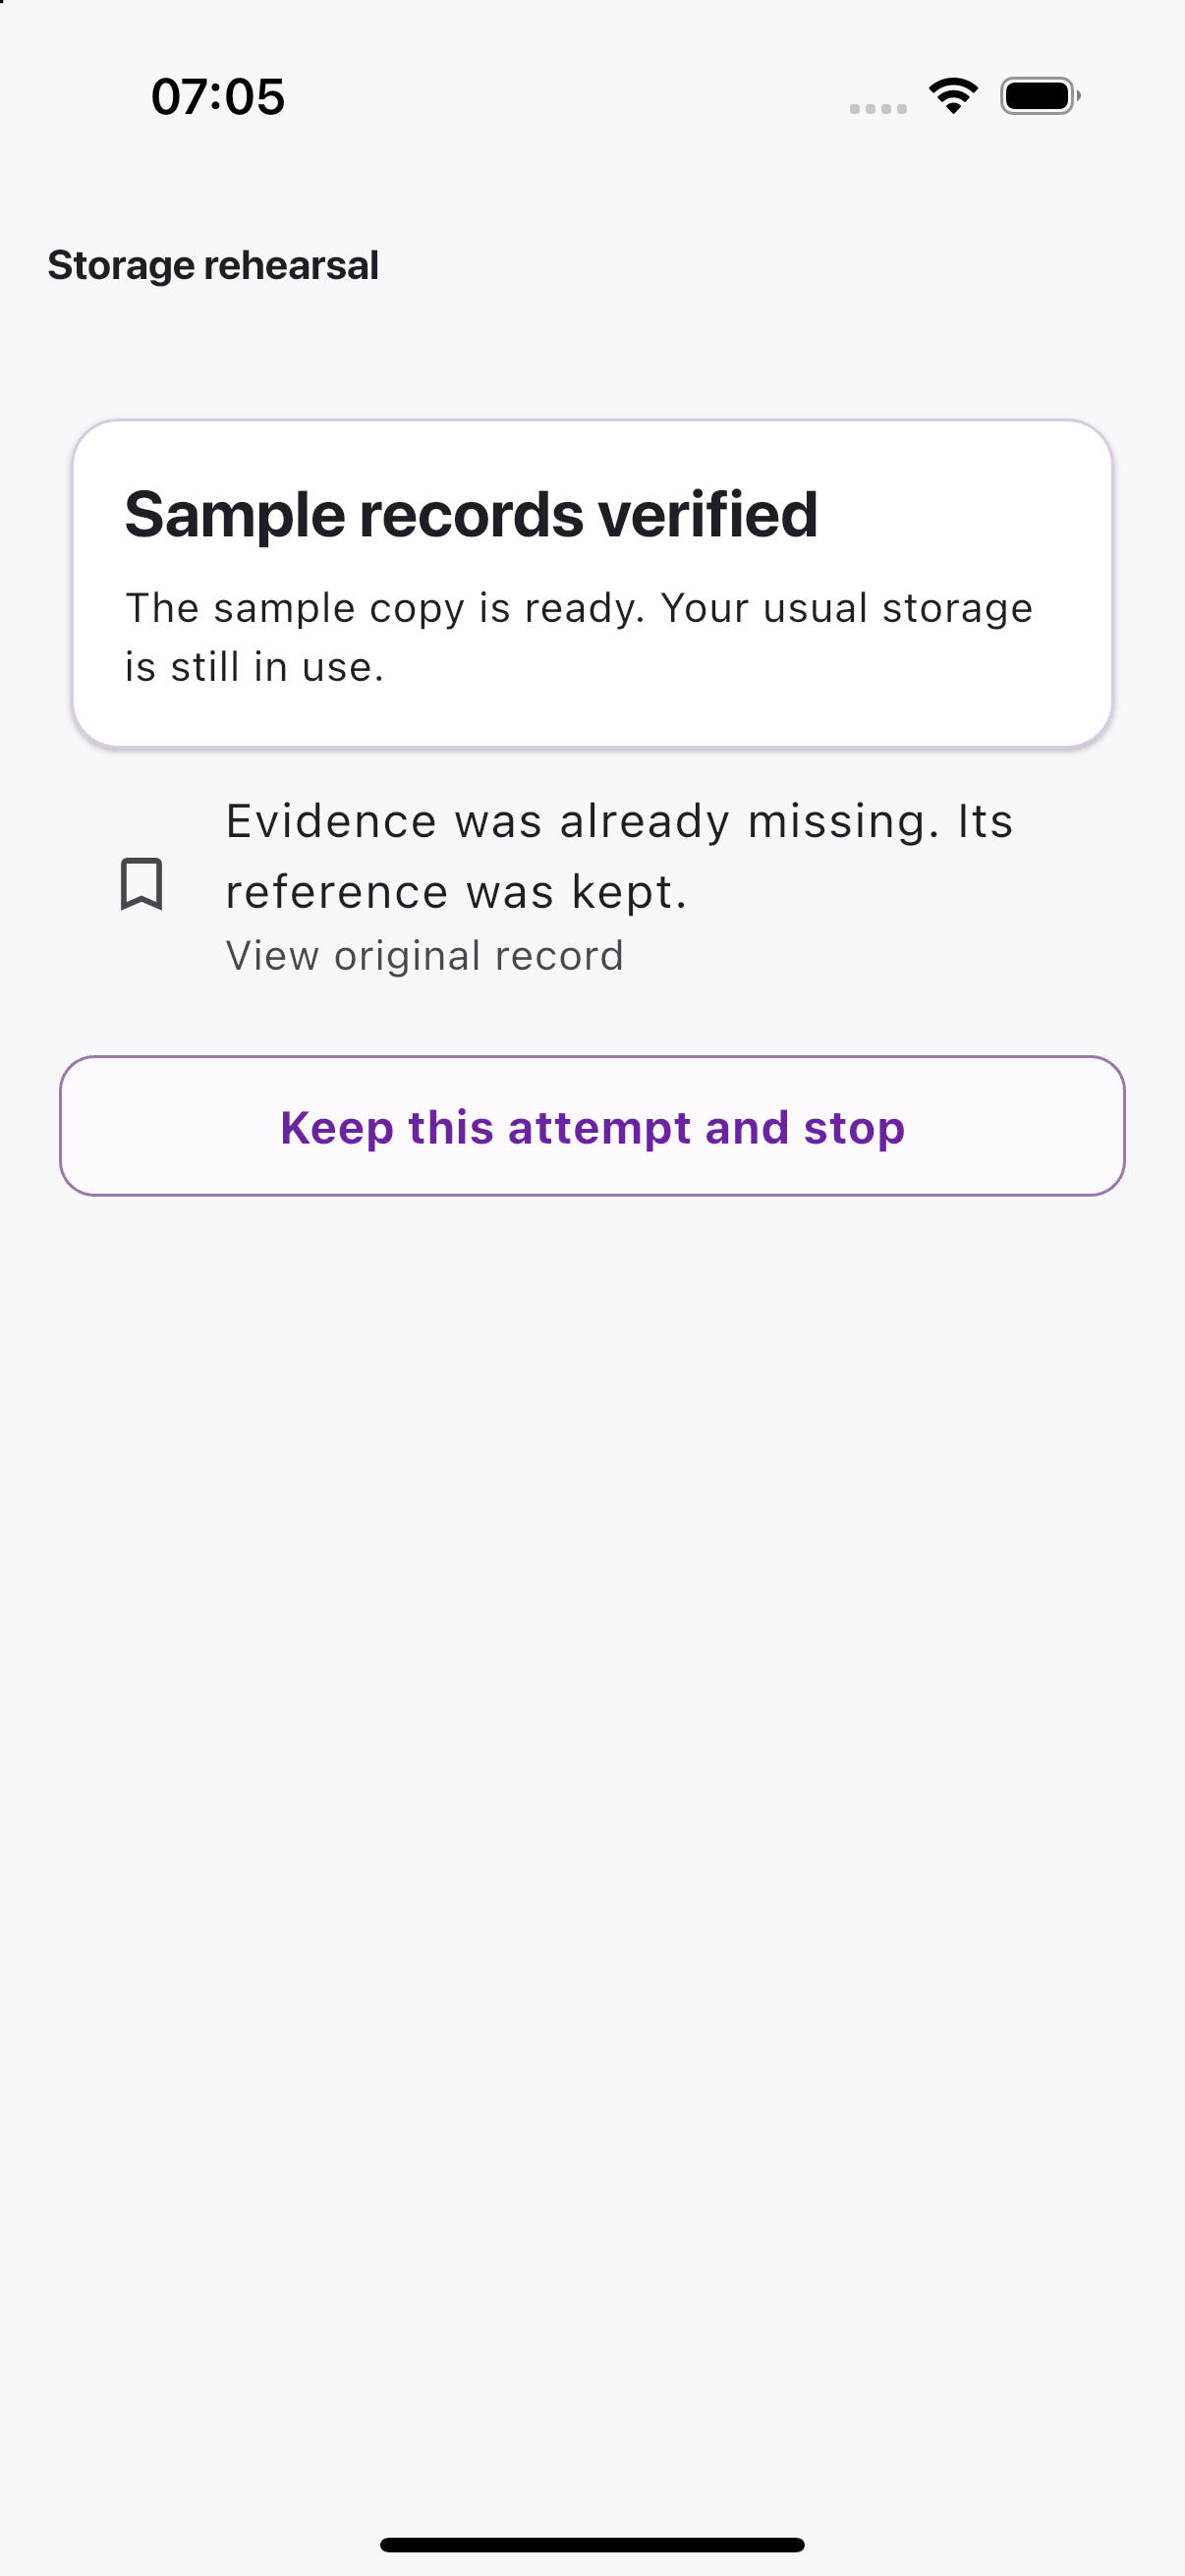 07:05
Storage rehearsal
Sample records verified
The sample copy is ready. Your usual storage
is still in use.
Evidence was already missing. Its
reference was kept.
View original record
Keep this attempt and stop